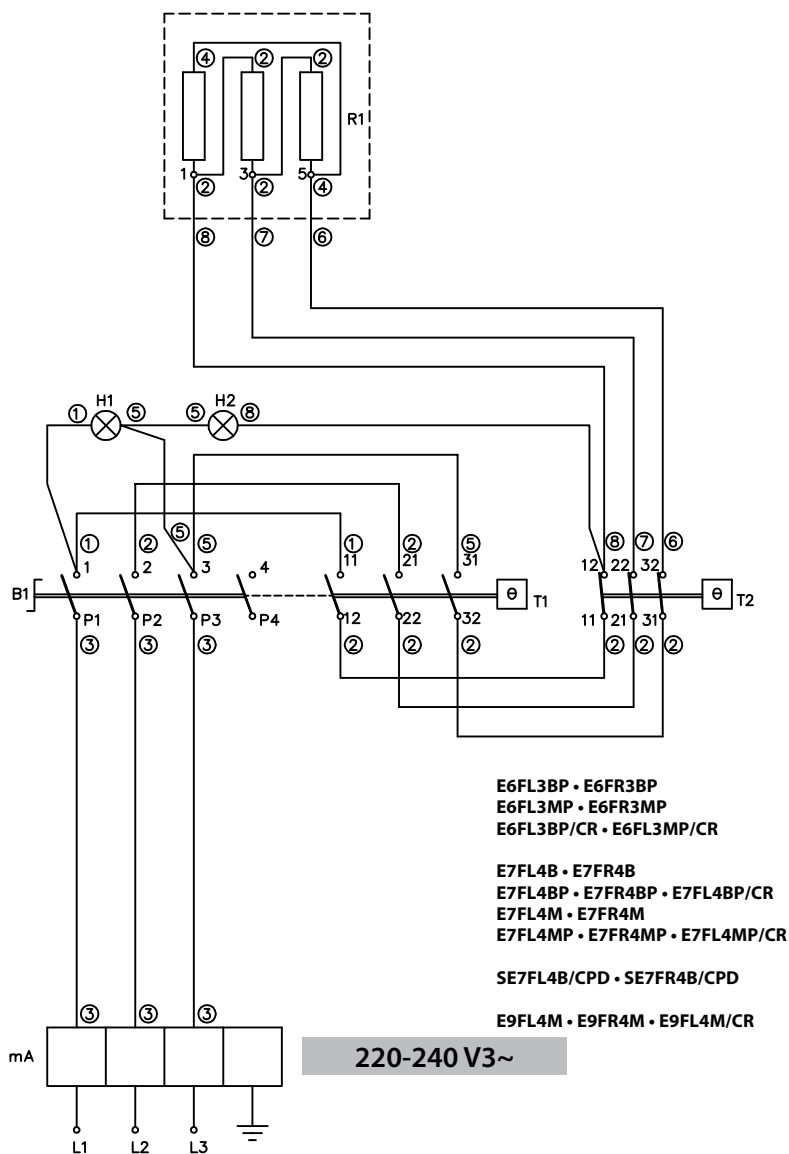 ④ ② ②
R1
1 3 5
② ② ④
⑧ ⑦ ⑥
H1 H2
① ⑤ ⑤ ⑧
⑤
① ② ⑤ ① ② ⑤ ⑧ ⑦ ⑥
1 2 3 4 11 21 31 12 22 32
B1 θ T1 θ T2
P1 P2 P3 P4 12 22 32 11 21 31
③ ③ ③ ② ② ② ② ② ②
E6FL3BP • E6FR3BP
E6FL3MP • E6FR3MP
E6FL3BP/CR • E6FL3MP/CR
E7FL4B • E7FR4B
E7FL4BP • E7FR4BP • E7FL4BP/CR
E7FL4M • E7FR4M
E7FL4MP • E7FR4MP • E7FL4MP/CR
SE7FL4B/CPD • SE7FR4B/CPD
E9FL4M • E9FR4M • E9FL4M/CR
③ ③ ③
mA
220-240 V3~
L1 L2 L3